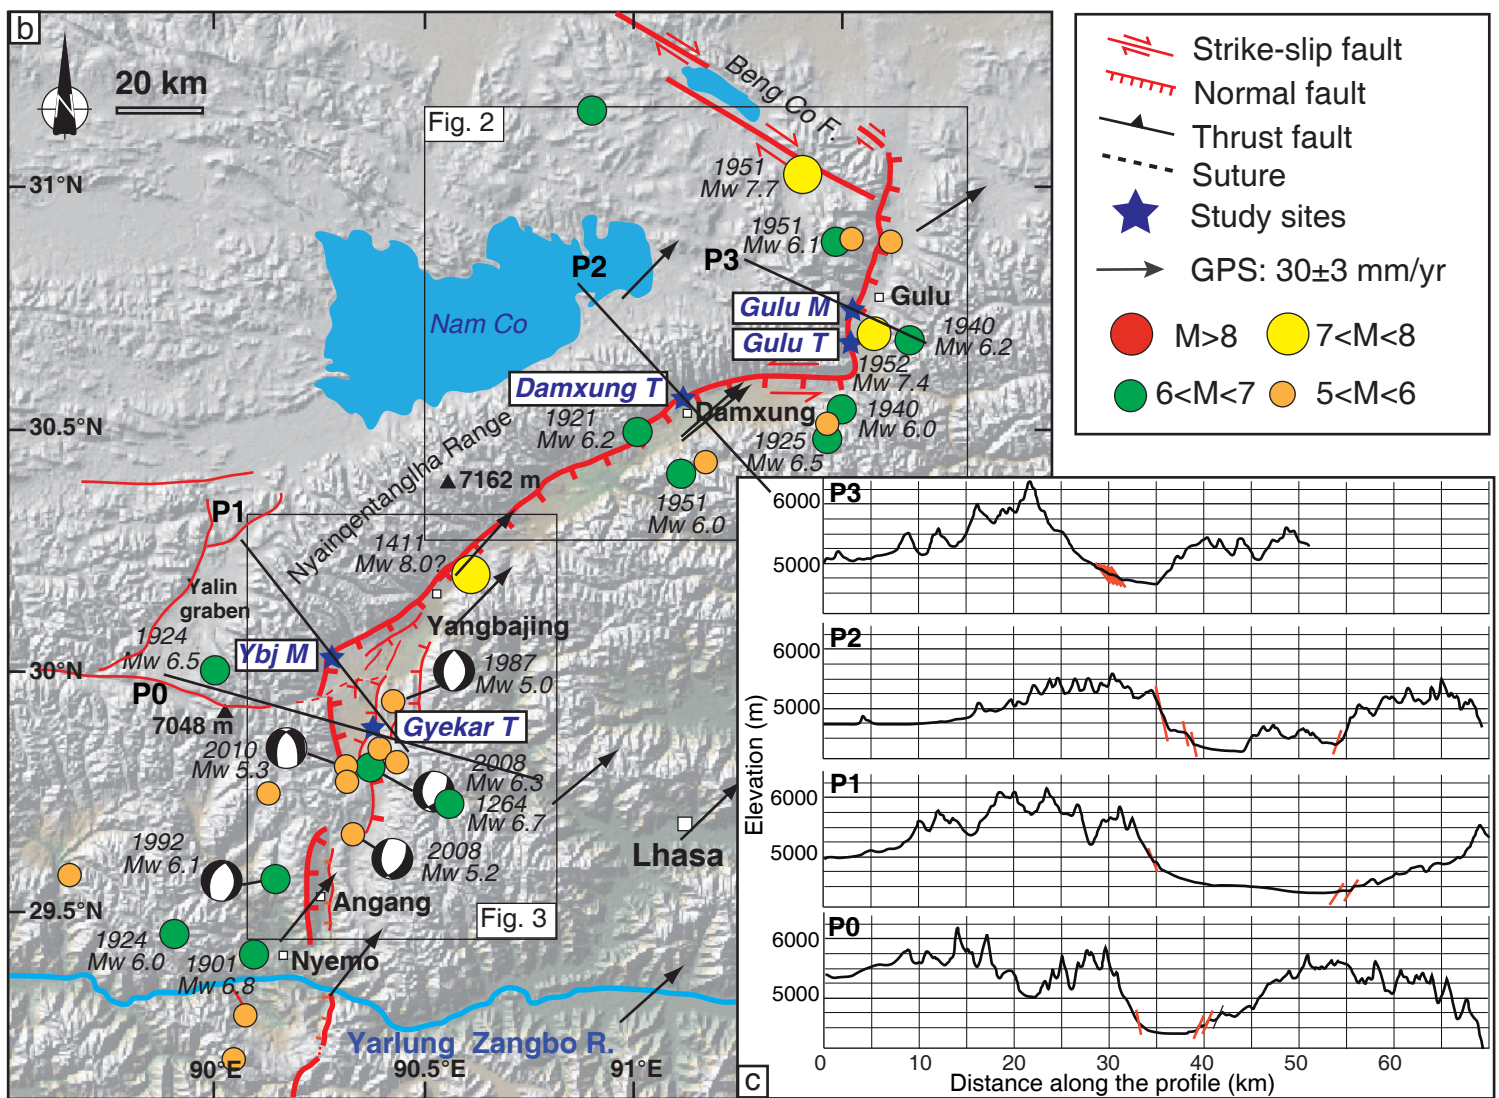 b
20 km
Fig. 2
Beng Co F.
31°N
1951
Mw 7.7
1951
Mw 6.1
P2
P3
Gulu
Gulu M
Nam Co
Gulu T
1940
Mw 6.2
1952
Mw 7.4
Damxung T
Damxung
1921
Mw 6.2
1940
Mw 6.0
30.5°N
1925
Mw 6.5
Nyainqentanglha Range
7162 m
1951
Mw 6.0
P1
1411
Mw 8.0?
Yalin
graben
Yangbajing
1924
Mw 6.5
Ybj M
30°N
1987
Mw 5.0
P0
7048 m
Gyekar T
2010
Mw 5.3
2008
Mw 6.3
1264
Mw 6.7
1992
Mw 6.1
2008
Mw 5.2
Lhasa
Angang
29.5°N
Fig. 3
1924
Mw 6.0
Nyemo
1901
Mw 6.8
Yarlung Zangbo R.
90°E
90.5°E
91°E
Strike-slip fault
Normal fault
Thrust fault
Suture
Study sites
GPS: 30±3 mm/yr
M>8
7<M<8
6<M<7
5<M<6
P3
6000
5000
P2
6000
5000
P1
6000
5000
P0
6000
5000
Elevation (m)
0 10 20 30 40 50 60
Distance along the profile (km)
c
N